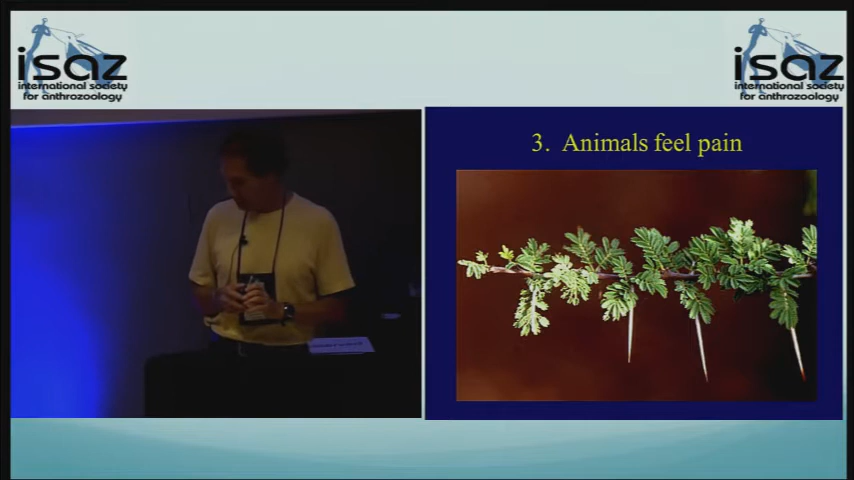 isaz
international society
for anthrozoology
isaz
international society
for anthrozoology
3. Animals feel pain